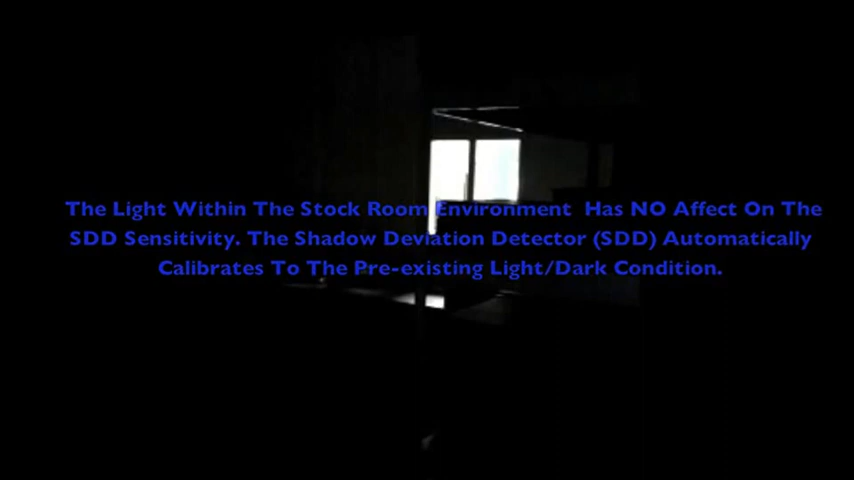 The Light Within The Stock Room Environment  Has NO Affect On The
SDD Sensitivity. The Shadow Deviation Detector (SDD) Automatically
Calibrates To The Pre-existing Light/Dark Condition.